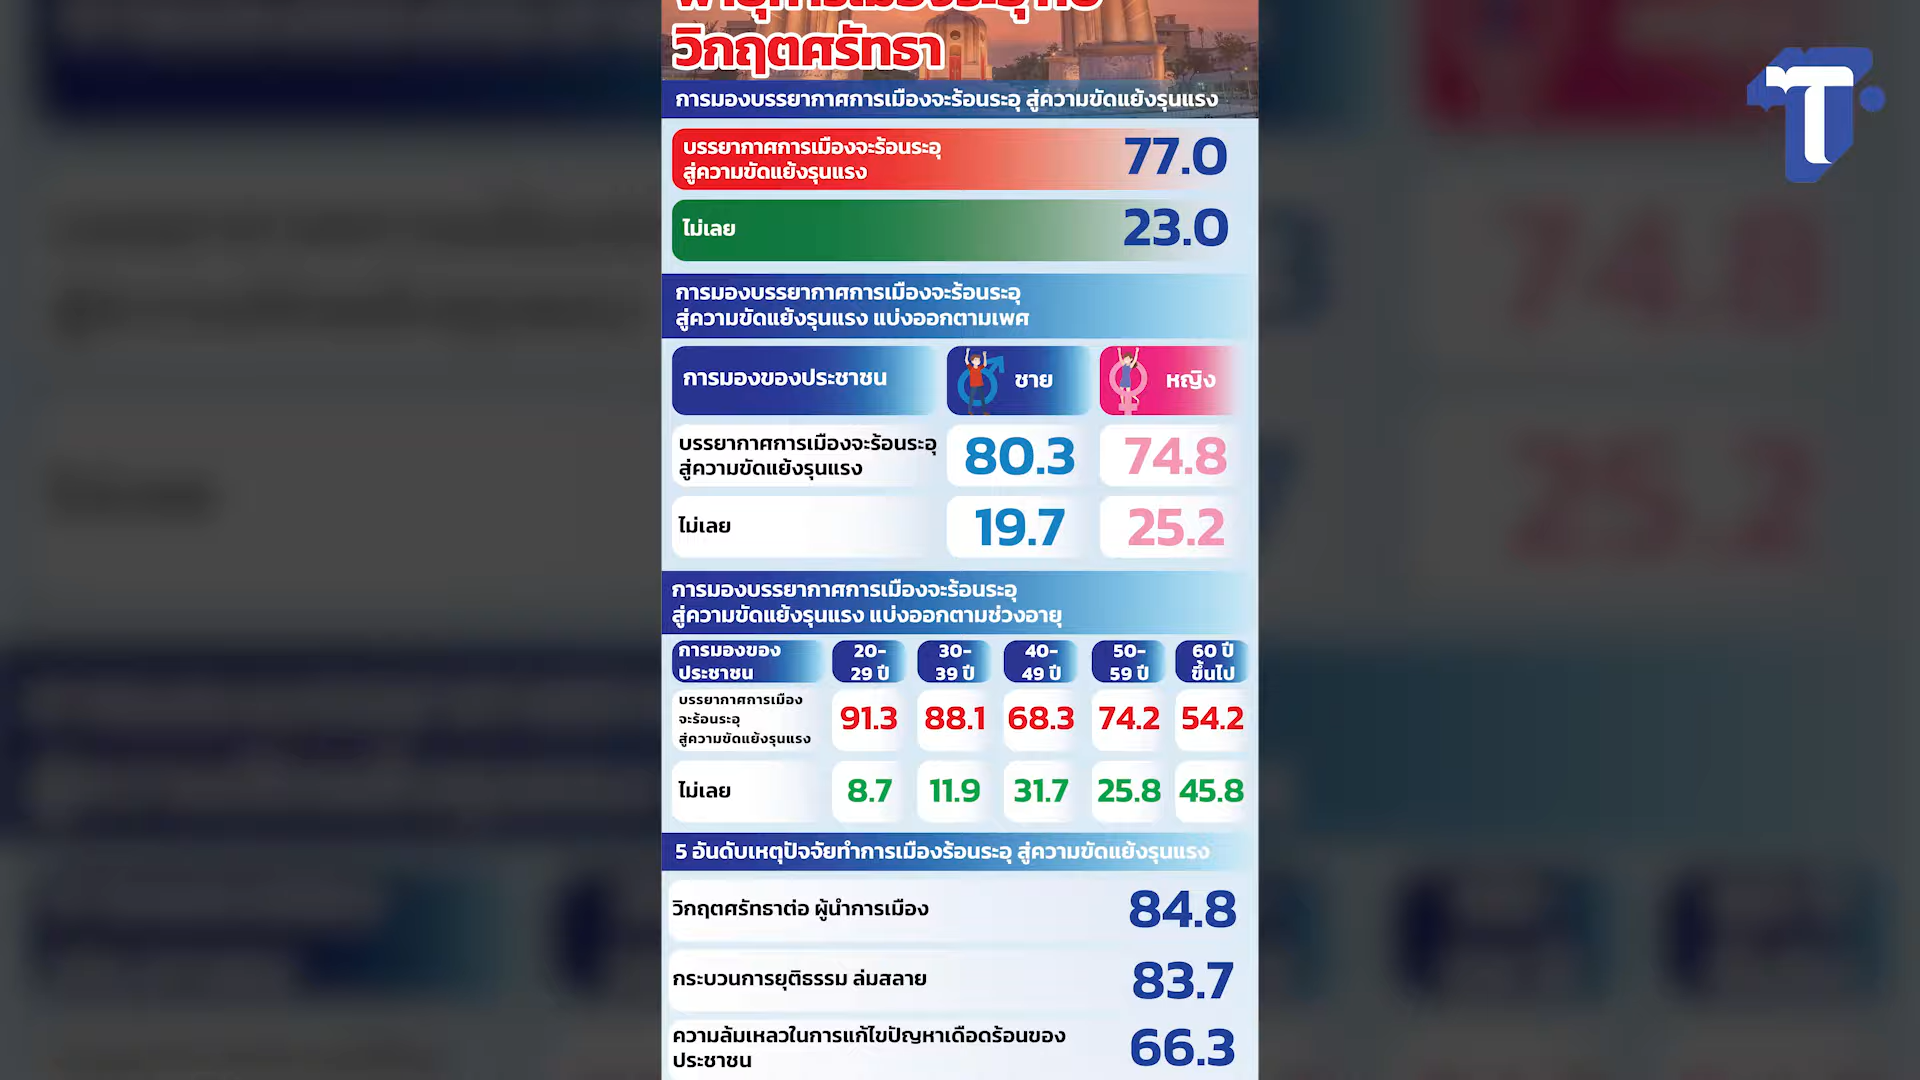 วิกฤตศรัทธา
การมองบรรยากาศการเมืองจะร้อนระอุ สู่ความขัดแย้งรุนแรง
บรรยากาศการเมืองจะร้อนระอุ
สู่ความขัดแย้งรุนแรง
77.0
ไม่เลย
23.0
การมองบรรยากาศการเมืองจะร้อนระอุ
สู่ความขัดแย้งรุนแรง แบ่งออกตามเพศ
การมองของประชาชน
ชาย
หญิง
บรรยากาศการเมืองจะร้อนระอุ
สู่ความขัดแย้งรุนแรง
80.3
74.8
ไม่เลย
19.7
25.2
การมองบรรยากาศการเมืองจะร้อนระอุ
สู่ความขัดแย้งรุนแรง แบ่งออกตามช่วงอายุ
การมองของ
ประชาชน
20-
29 ปี
30-
39 ปี
40-
49 ปี
50-
59 ปี
60 ปี
ขึ้นไป
บรรยากาศการเมือง
จะร้อนระอุ
สู่ความขัดแย้งรุนแรง
91.3
88.1
68.3
74.2
54.2
ไม่เลย
8.7
11.9
31.7
25.8
45.8
5 อันดับเหตุปัจจัยทำการเมืองร้อนระอุ สู่ความขัดแย้งรุนแรง
วิกฤตศรัทธาต่อ ผู้นำการเมือง
84.8
กระบวนการยุติธรรม ล่มสลาย
83.7
ความล้มเหลวในการแก้ไขปัญหาเดือดร้อนของ
ประชาชน
66.3
T